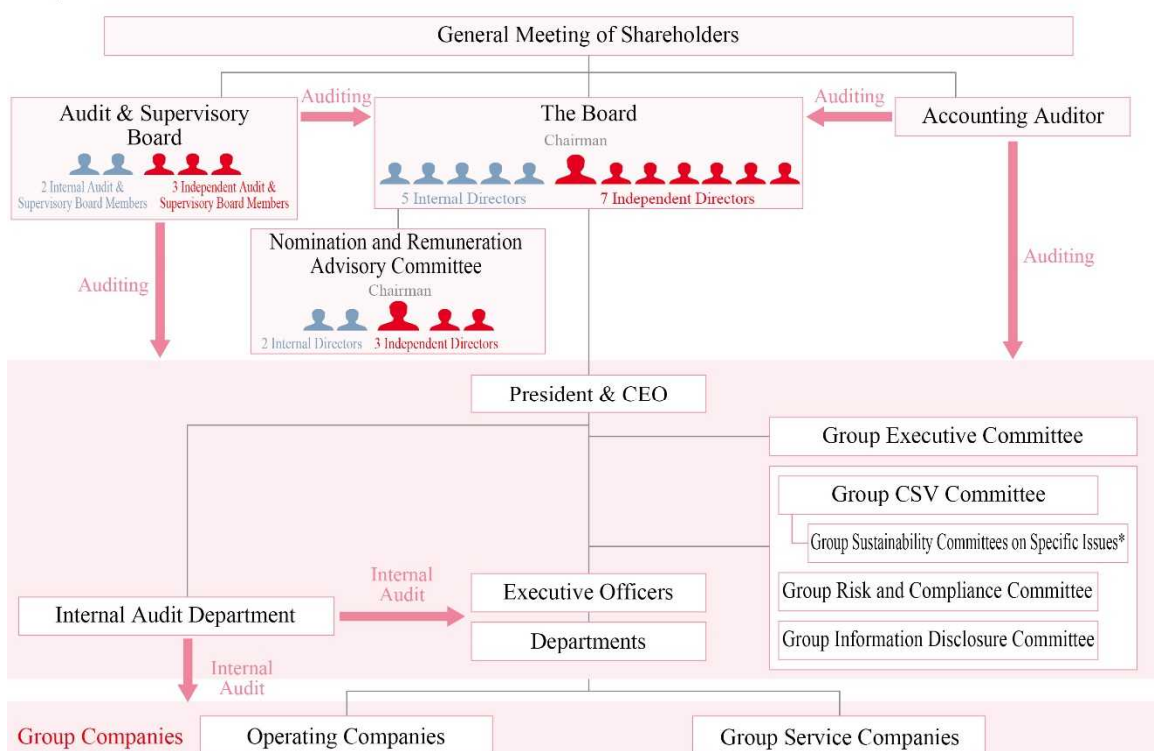 General Meeting of Shareholders
Audit & Supervisory
Board
2 Internal Audit &
Supervisory Board Members
3 Independent Audit &
Supervisory Board Members
Auditing
The Board
Chairman
5 Internal Directors
7 Independent Directors
Auditing
Accounting Auditor
Auditing
Nomination and Remuneration
Advisory Committee
Chairman
2 Internal Directors
3 Independent Directors
Auditing
President & CEO
Group Executive Committee
Group CSV Committee
Group Sustainability Committees on Specific Issues*
Group Risk and Compliance Committee
Group Information Disclosure Committee
Internal Audit Department
Internal
Audit
Executive Officers
Departments
Internal
Audit
Group Companies
Operating Companies
Group Service Companies